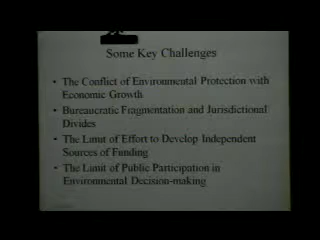 Some Key Challenges
• The Conflict of Environmental Protection with
Economic Growth
• Bureaucratic Fragmentation and Jurisdictional
Divides
• The Limit of Effort to Develop Independent
Sources of Funding
• The Limit of Public Participation in
Environmental Decision-making